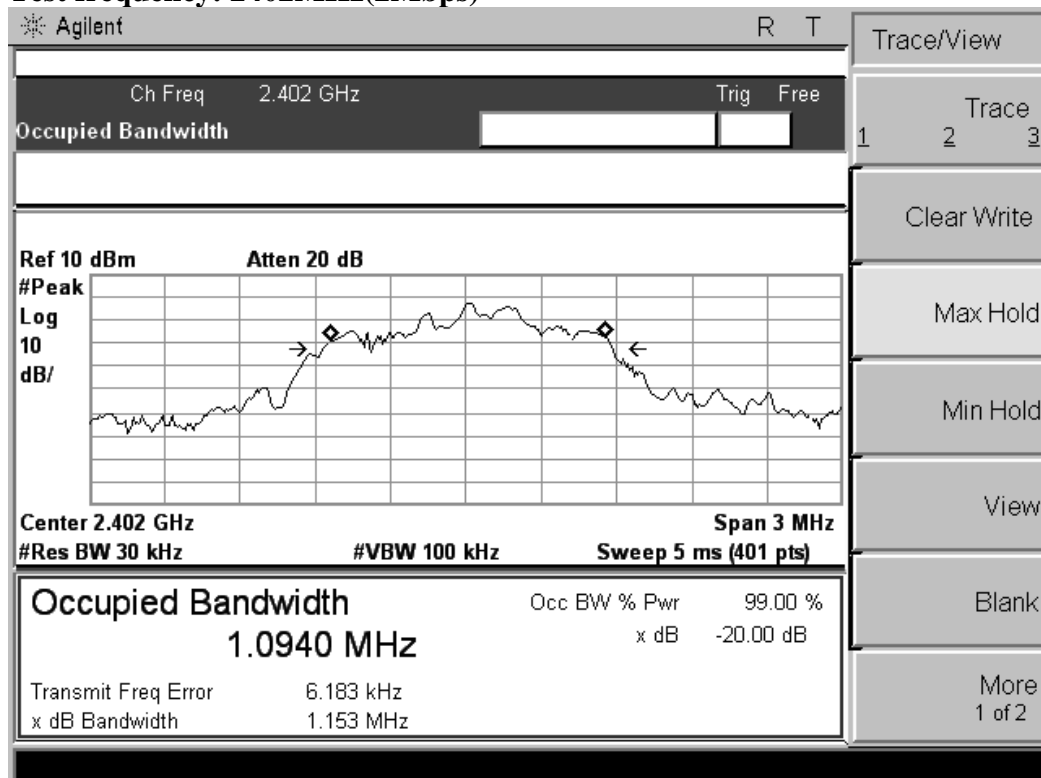 Test frequency: 2402MHz(2Mbps)
Agilent R T
Trace/View
Ch Freq 2.402 GHz Trig Free
Occupied Bandwidth
Trace
1 2 3
Clear Write
Ref 10 dBm Atten 20 dB
#Peak
Log
10
dB/
Max Hold
Min Hold
View
Center 2.402 GHz Span 3 MHz
#Res BW 30 kHz #VBW 100 kHz Sweep 5 ms (401 pts)
Occupied Bandwidth
1.0940 MHz
Occ BW % Pwr 99.00 %
x dB -20.00 dB
Transmit Freq Error 6.183 kHz
x dB Bandwidth 1.153 MHz
Blank
More
1 of 2